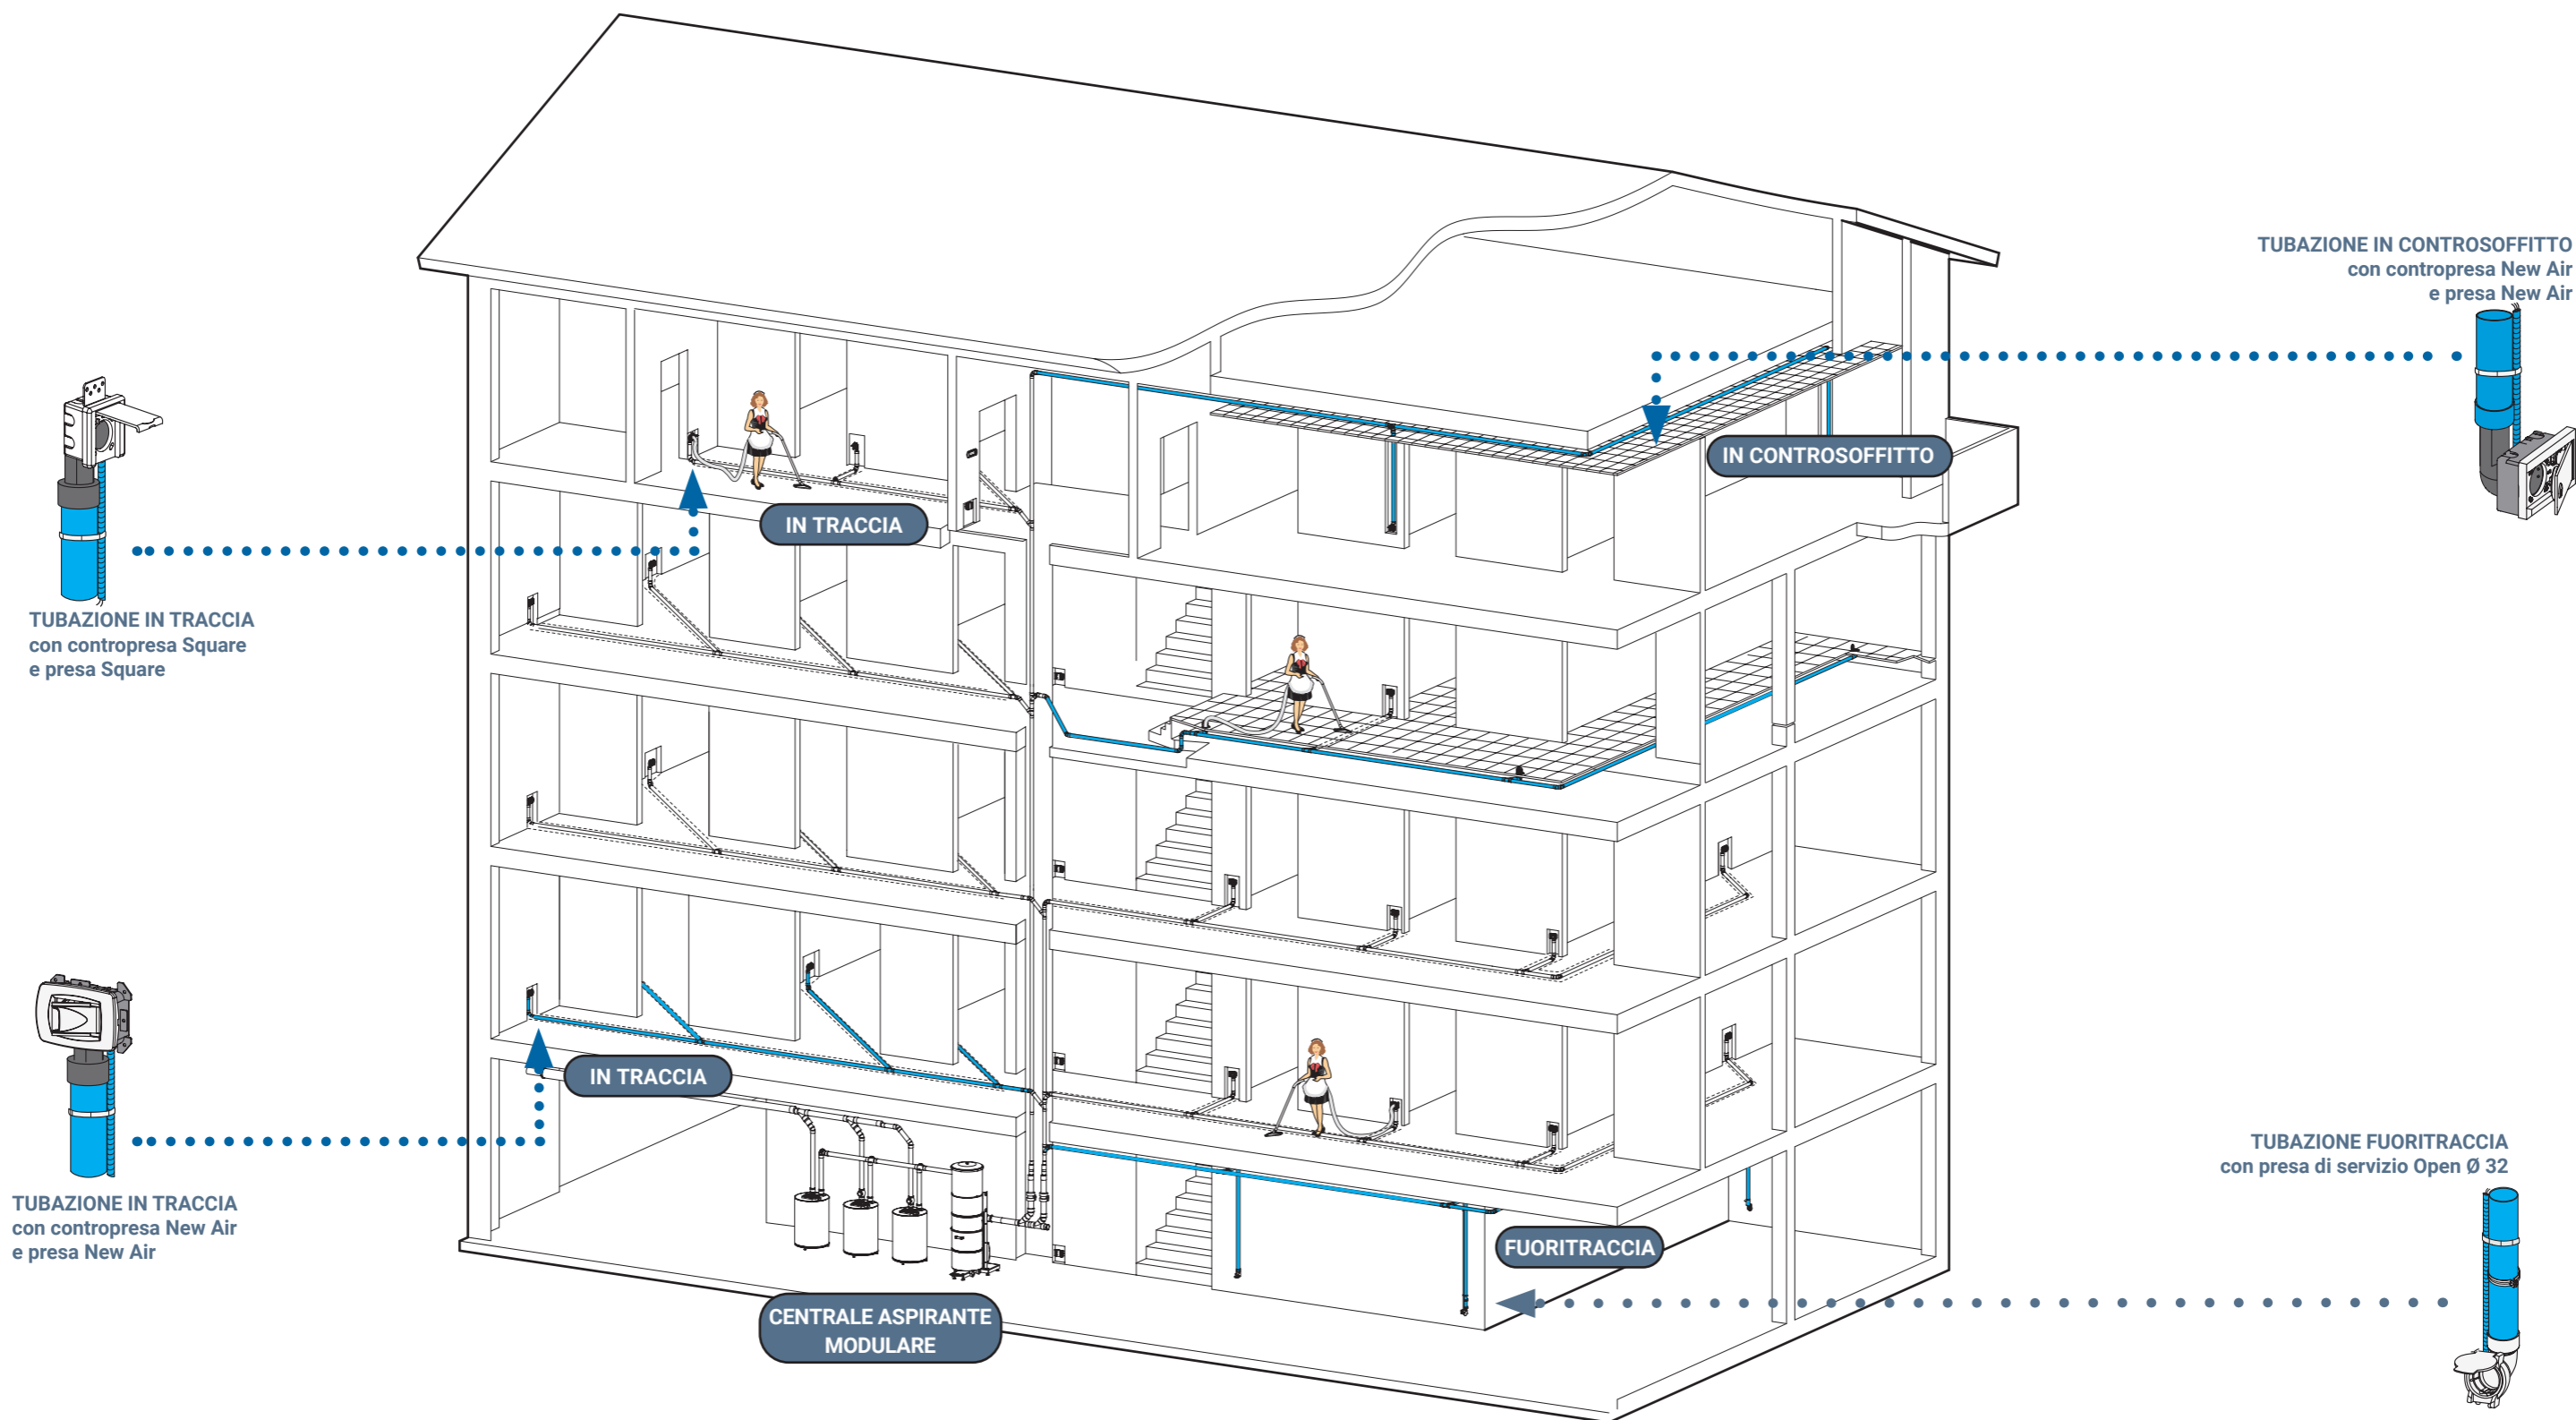 TUBAZIONE IN CONTROSOFFITTO
con contropresa New Air
e presa New Air
IN CONTROSOFFITTO
IN TRACCIA
TUBAZIONE IN TRACCIA
con contropresa Square
e presa Square
IN TRACCIA
TUBAZIONE IN TRACCIA
con contropresa New Air
e presa New Air
TUBAZIONE FUORITRACCIA
con presa di servizio Open Ø 32
FUORITRACCIA
CENTRALE ASPIRANTE
MODULARE